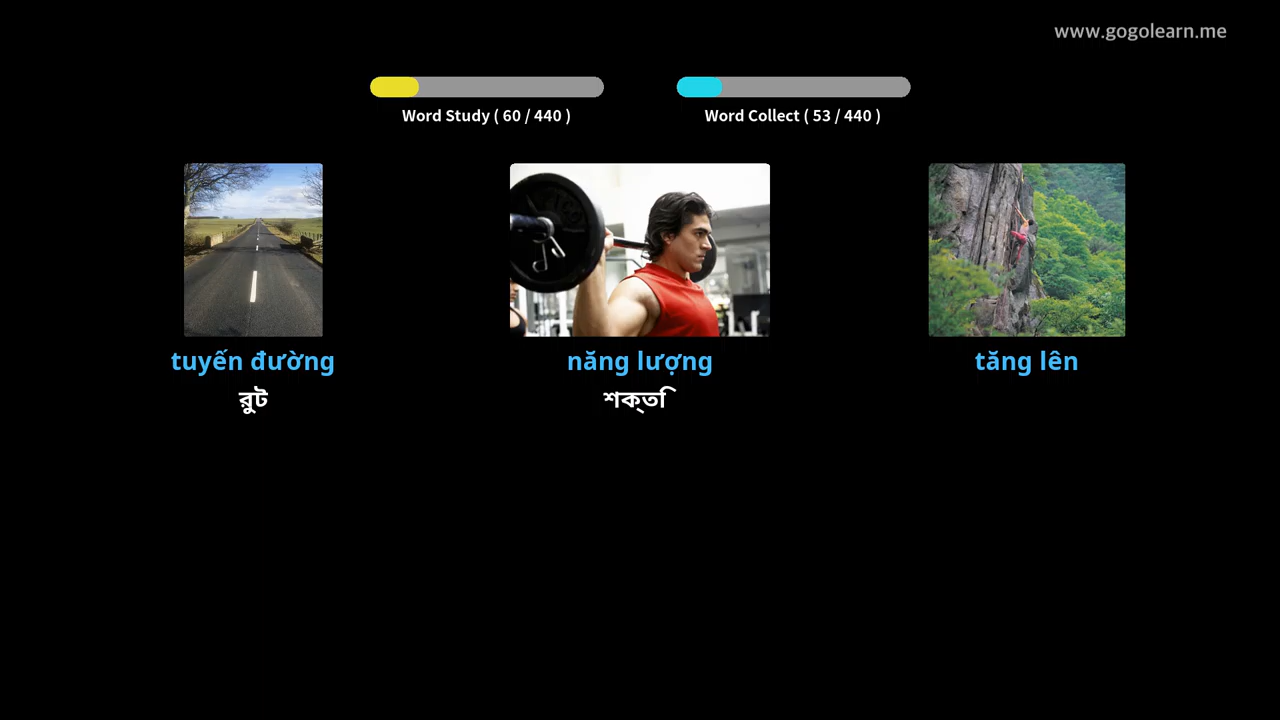 www.gogolearn.me
Word Study ( 60 / 440 )
Word Collect ( 53 / 440 )
tuyến đường
năng lượng
tăng lên
রুট
শক্তি